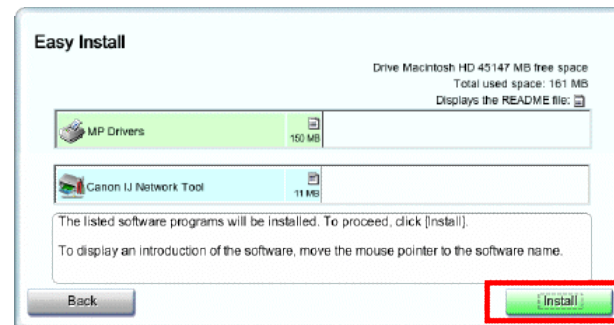 Easy Install
Drive Macintosh HD 45147 MB free space
Total used space: 161 MB
Displays the README file:
MP Drivers
150 MB
Canon IJ Network Tool
11 MB
The listed software programs will be installed. To proceed, click [Install].
To display an introduction of the software, move the mouse pointer to the software name.
Back
Install